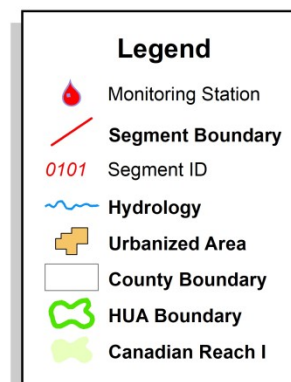 Legend
Monitoring Station
Segment Boundary
0101 Segment ID
Hydrology
Urbanized Area
County Boundary
HUA Boundary
Canadian Reach I